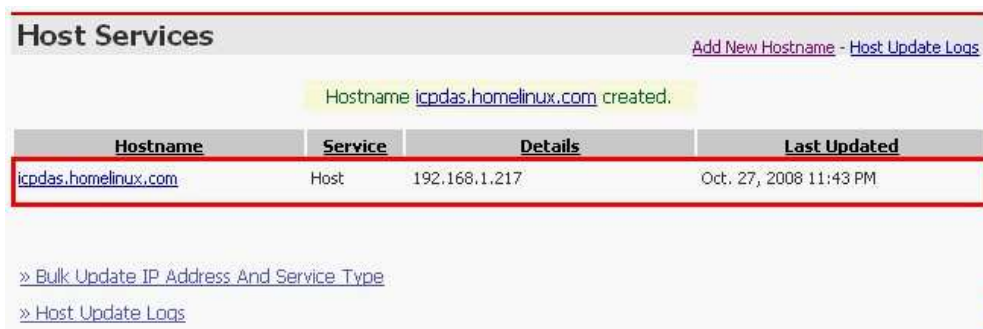 Host Services
Add New Hostname - Host Update Logs
Hostname icpdas.homelinux.com created.
Hostname Service Details Last Updated
icpdas.homelinux.com Host 192.168.1.217 Oct. 27, 2008 11:43 PM
» Bulk Update IP Address And Service Type
» Host Update Logs